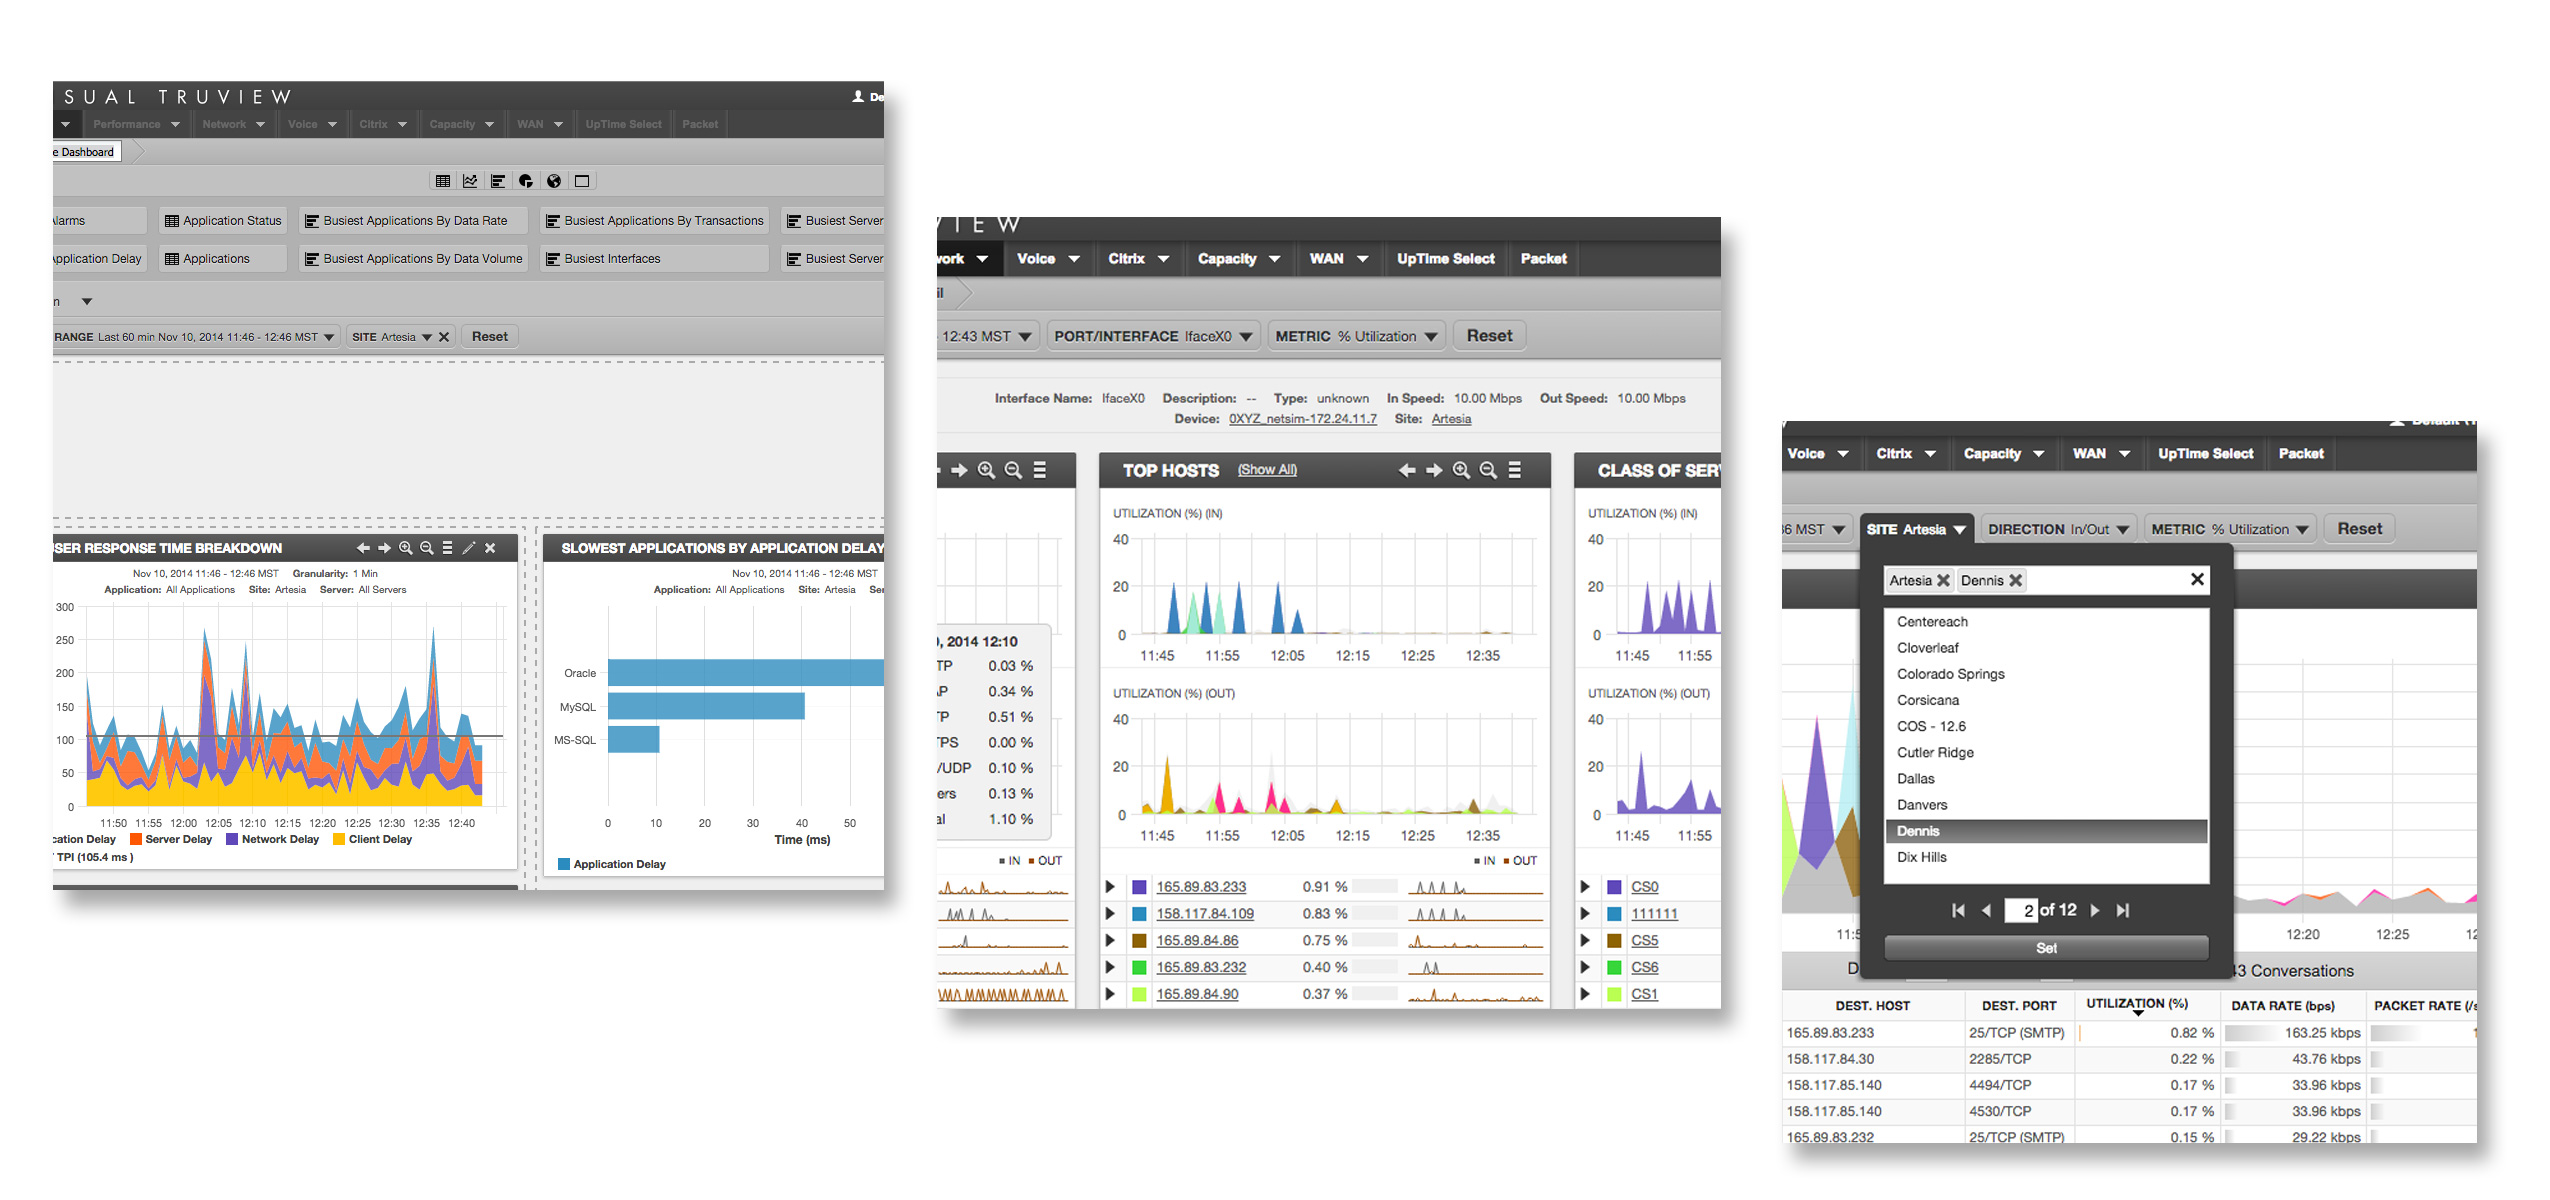 SUAL TRUVIEW
Performance Network Voice Citrix Capacity WAN UpTime Select Packet
e Dashboard
Alarms Application Status Busiest Applications By Data Rate Busiest Applications By Transactions Busiest Server
Application Delay Applications Busiest Applications By Data Volume Busiest Interfaces Busiest Server
n
RANGE Last 60 min Nov 10, 2014 11:46 - 12:46 MST SITE Artesia Reset
SER RESPONSE TIME BREAKDOWN
Nov 10, 2014 11:46 - 12:46 MST Granularity: 1 Min
Application: All Applications Site: Artesia Server: All Servers
300
250
200
150
100
50
0
11:50 11:55 12:00 12:05 12:10 12:15 12:20 12:25 12:30 12:35 12:40
cation Delay Server Delay Network Delay Client Delay
TPI (105.4 ms )
SLOWEST APPLICATIONS BY APPLICATION DELAY
Nov 10, 2014 11:46 - 12:46 MST
Application: All Applications Site: Artesia Ser
Oracle
MySQL
MS-SQL
0 10 20 30 40 50
Time (ms)
Application Delay
VIEW
work Voice Citrix Capacity WAN UpTime Select Packet
il
12:43 MST PORT/INTERFACE IfaceX0 METRIC % Utilization Reset
Interface Name: IfaceX0 Description: -- Type: unknown In Speed: 10.00 Mbps Out Speed: 10.00 Mbps
Device: 0XYZ_netsim-172.24.11.7 Site: Artesia
, 2014 12:10
TP 0.03 %
P 0.34 %
TP 0.51 %
TPS 0.00 %
/UDP 0.10 %
ers 0.13 %
al 1.10 %
IN OUT
TOP HOSTS (Show All)
UTILIZATION (%) (IN)
40
20
0
11:45 11:55 12:05 12:15 12:25 12:35
UTILIZATION (%) (OUT)
40
20
0
11:45 11:55 12:05 12:15 12:25 12:35
IN OUT
165.89.83.233 0.91 %
158.117.84.109 0.83 %
165.89.84.86 0.75 %
165.89.83.232 0.40 %
165.89.84.90 0.37 %
CLASS OF SER
UTILIZATION (%) (IN)
40
20
0
11:45 11:55
UTILIZATION (%) (OUT)
40
20
0
11:45 11:55
CS0
111111
CS5
CS6
CS1
Default (T
Voice Citrix Capacity WAN UpTime Select Packet
6 MST SITE Artesia DIRECTION In/Out METRIC % Utilization Reset
Artesia Dennis
Centereach
Cloverleaf
Colorado Springs
Corsicana
COS - 12.6
Cutler Ridge
Dallas
Danvers
Dennis
Dix Hills
2 of 12
Set
11:5 12:20 12:25 12
D 43 Conversations
DEST. HOST DEST. PORT UTILIZATION (%) DATA RATE (bps) PACKET RATE (/s
165.89.83.233 25/TCP (SMTP) 0.82 % 163.25 kbps 1
158.117.84.30 2285/TCP 0.22 % 43.76 kbps
158.117.85.140 4494/TCP 0.17 % 33.96 kbps
158.117.85.140 4530/TCP 0.17 % 33.96 kbps
165.89.83.232 25/TCP (SMTP) 0.15 % 29.22 kbps